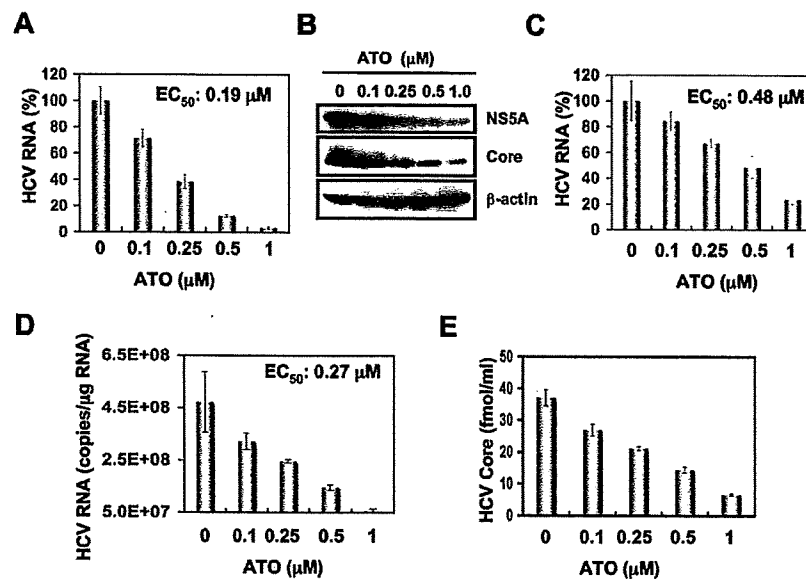 A
HCV RNA (%)
120
100
80
60
40
20
0
EC50: 0.19 μM
0 0.1 0.25 0.5 1
ATO (μM)
B
ATO (μM)
0 0.1 0.25 0.5 1.0
NS5A
Core
β-actin
C
HCV RNA (%)
120
100
80
60
40
20
0
EC50: 0.48 μM
0 0.1 0.25 0.5 1
ATO (μM)
D
HCV RNA (copies/μg RNA)
6.5E+08
4.5E+08
2.5E+08
5.0E+07
EC50: 0.27 μM
0 0.1 0.25 0.5 1
ATO (μM)
E
HCV Core (fmol/ml)
50
40
30
20
10
0
0 0.1 0.25 0.5 1
ATO (μM)